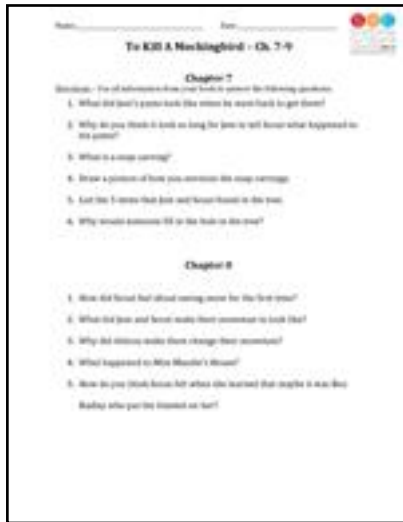 Name Date
To Kill A Mockingbird – Ch. 7-9
Chapter 7
Directions – Use all information from your book to answer the following questions.
1. What did Jem's pants look like when he went back to get them?
2. Why do you think it took so long for Jem to tell Scout what happened to
the pants?
3. What is a soap carving?
4. Draw a picture of how you envision the soap carvings.
5. List the 5 items that Jem and Scout found in the tree.
6. Why would someone fill in the hole in the tree?
Chapter 8
1. How did Scout feel about seeing snow for the first time?
2. What did Jem and Scout make their snowman to look like?
3. Why did Atticus make them change their snowman?
4. What happened to Miss Maudie's House?
5. How do you think Scout felt when she learned that maybe it was Boo
Radley who put the blanket on her?